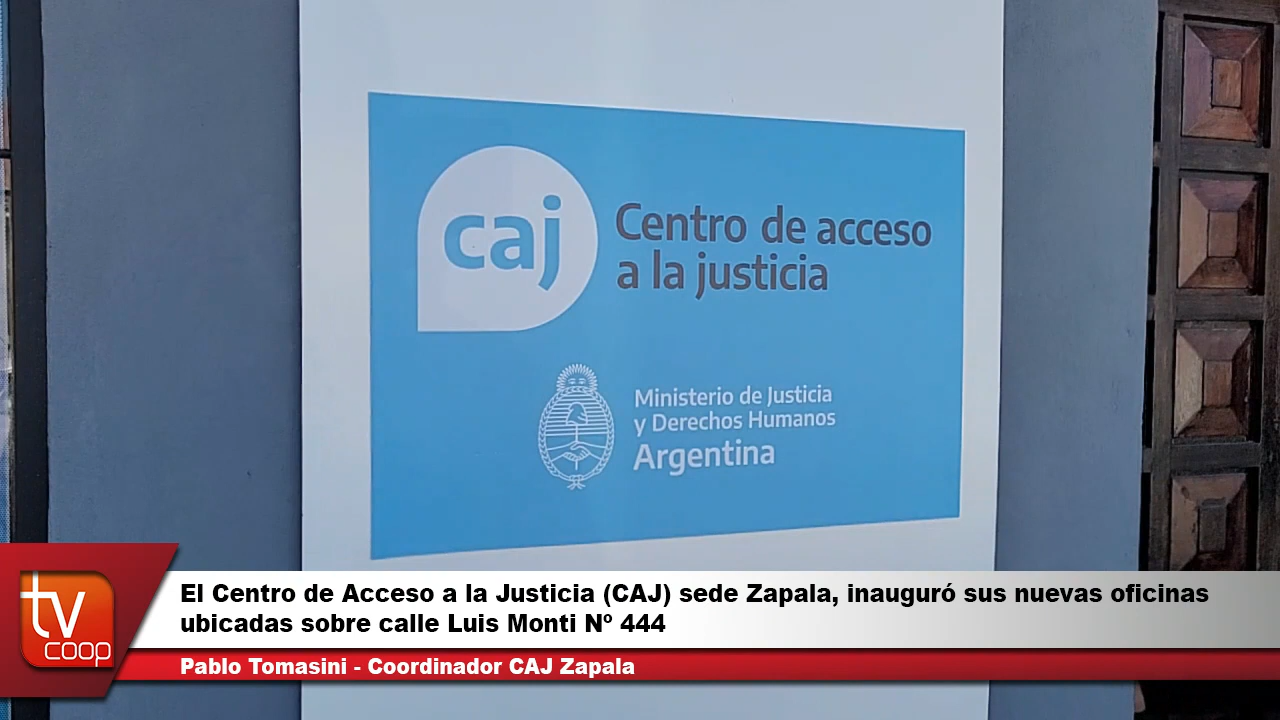 caj
Centro de acceso
a la justicia
Ministerio de Justicia
y Derechos Humanos
Argentina
El Centro de Acceso a la Justicia (CAJ) sede Zapala, inauguró sus nuevas oficinas
ubicadas sobre calle Luis Monti Nº 444
tv
coop
Pablo Tomasini - Coordinador CAJ Zapala